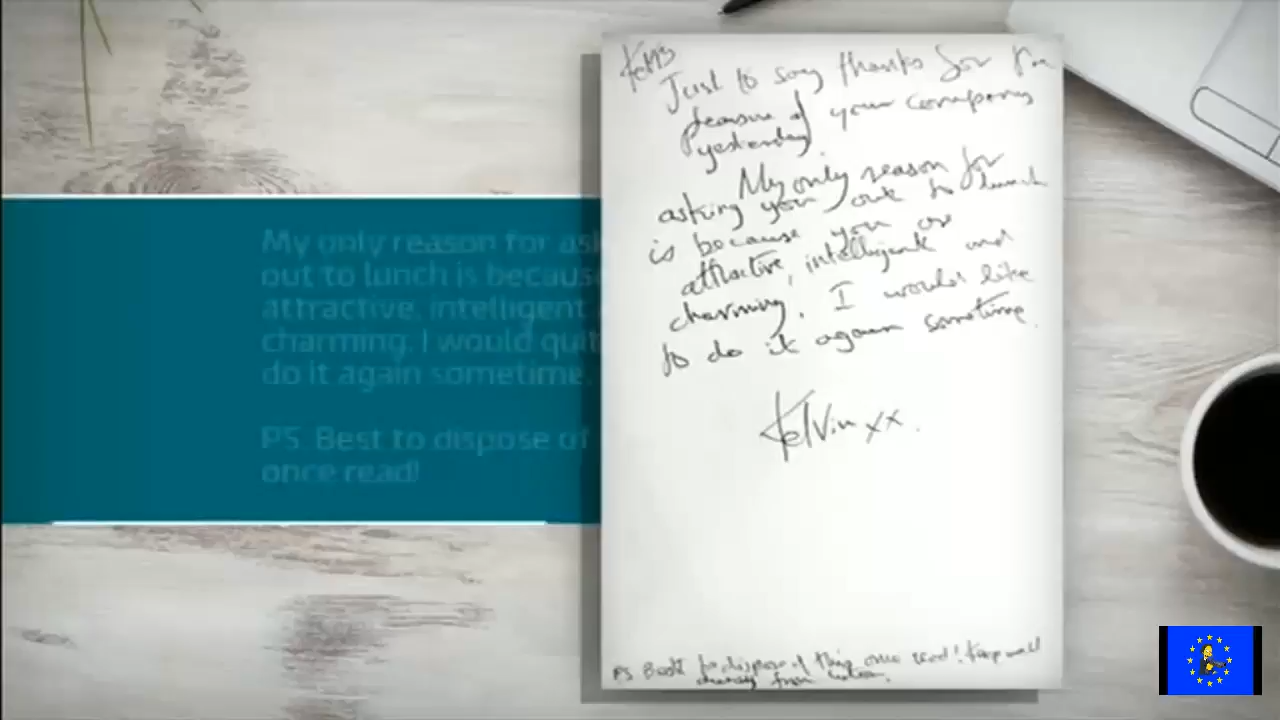 My only reason for ask
out to lunch is because
attractive, intelligent
charming. I would quit
do it again sometime.
PS. Best to dispose of
once read!
Just to say thanks for the
pleasure of your company
yesterday.
My only reason for
asking you out to lunch
is because you are
attractive, intelligent and
charming. I would like
to do it again sometime.
Kelvin xx.
PS Best to dispose of this once read! Keep well
away from